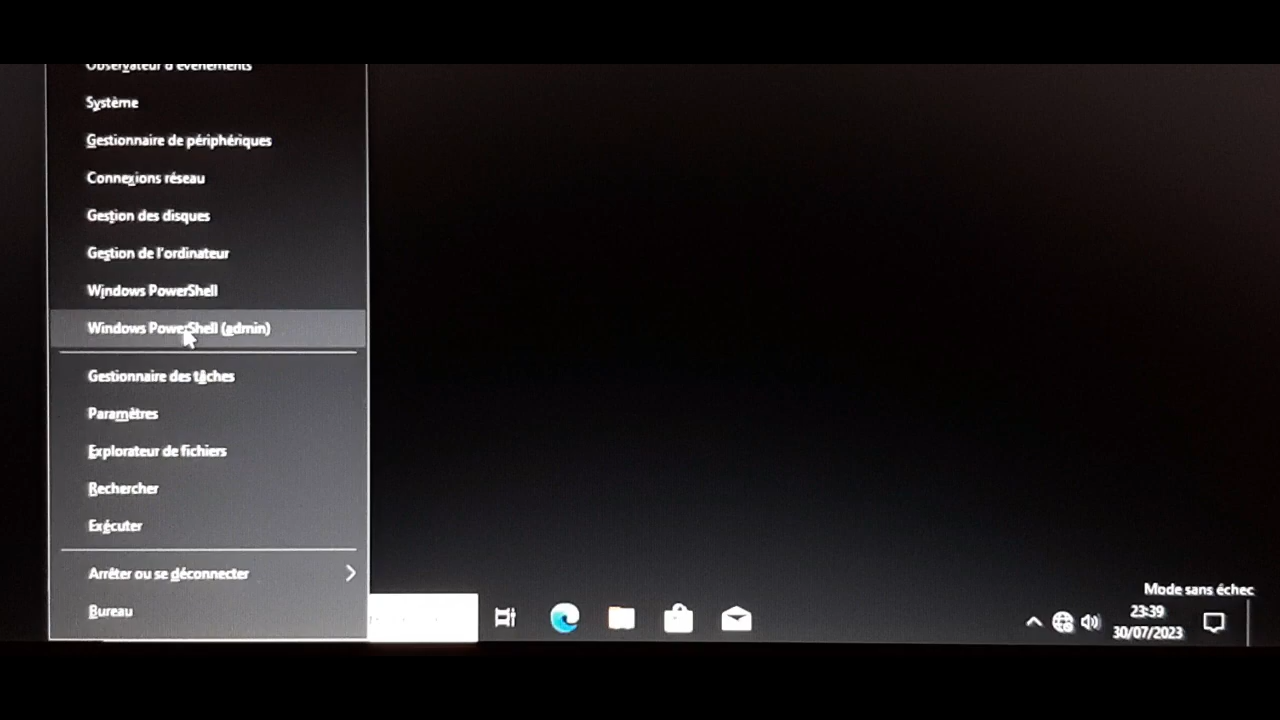 Observateur d'événements
Système
Gestionnaire de périphériques
Connexions réseau
Gestion des disques
Gestion de l'ordinateur
Windows PowerShell
Windows PowerShell (admin)
Gestionnaire des tâches
Paramètres
Explorateur de fichiers
Rechercher
Exécuter
Arrêter ou se déconnecter
Bureau
Mode sans échec
23:39
30/07/2023